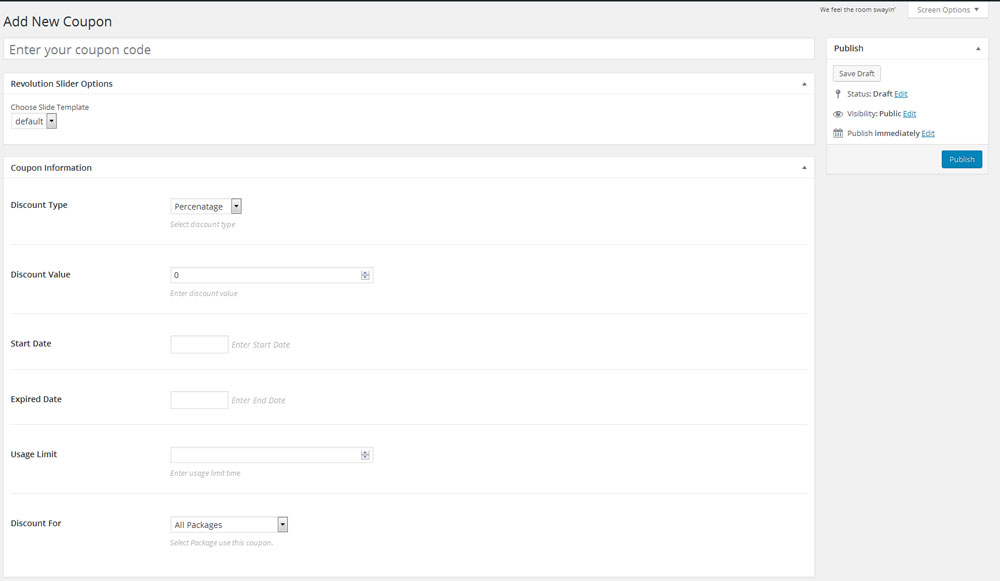 We feel the room swayin'
Screen Options
Add New Coupon
Enter your coupon code
Revolution Slider Options
Choose Slide Template
default
Coupon Information
Discount Type
Percenatage
Select discount type
Discount Value
0
Enter discount value
Start Date
Enter Start Date
Expired Date
Enter End Date
Usage Limit
Enter usage limit time
Discount For
All Packages
Select Package use this coupon.
Publish
Save Draft
Status: Draft Edit
Visibility: Public Edit
Publish immediately Edit
Publish